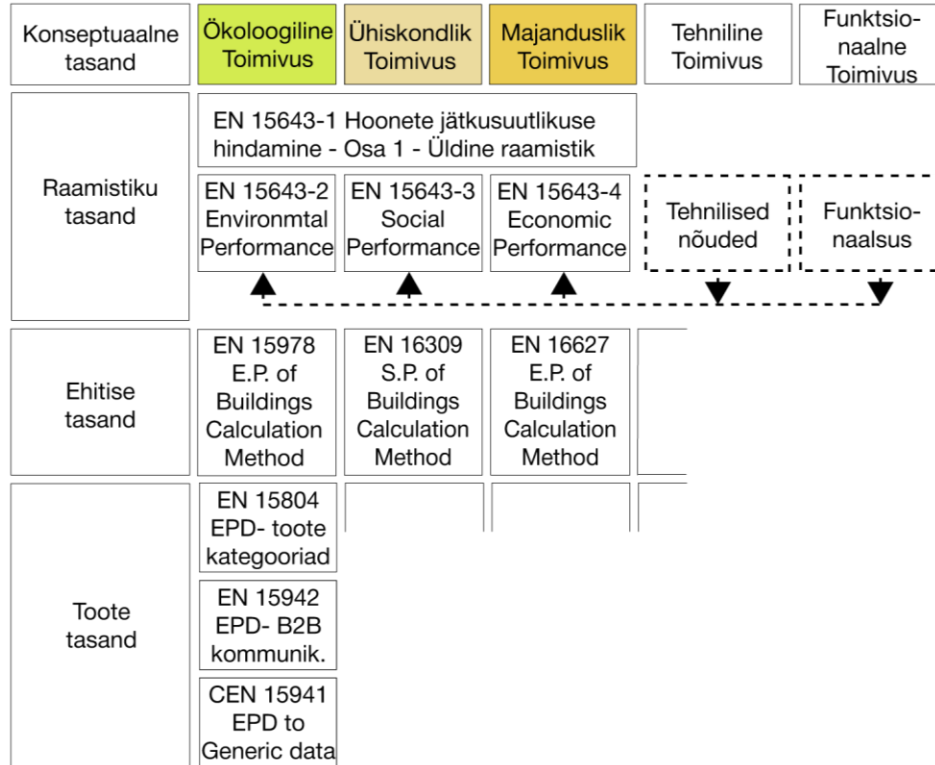 Konseptuaalne
tasand
Ökoloogiline
Toimivus
Ühiskondlik
Toimivus
Majanduslik
Toimivus
Tehniline
Toimivus
Funktsio-
naalne
Toimivus
Raamistiku
tasand
EN 15643-1 Hoonete jätkusuutlikuse
hindamine - Osa 1 - Üldine raamistik
EN 15643-2
Environmtal
Performance
EN 15643-3
Social
Performance
EN 15643-4
Economic
Performance
Tehnilised
nõuded
Funktsio-
naalsus
Ehitise
tasand
EN 15978
E.P. of
Buildings
Calculation
Method
EN 16309
S.P. of
Buildings
Calculation
Method
EN 16627
E.P. of
Buildings
Calculation
Method
Toote
tasand
EN 15804
EPD- toote
kategooriad
EN 15942
EPD- B2B
kommunik.
CEN 15941
EPD to
Generic data